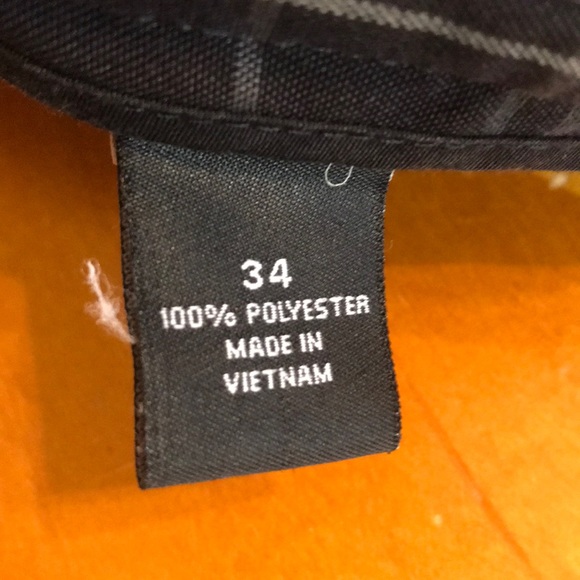 34
100% POLYESTER
MADE IN
VIETNAM